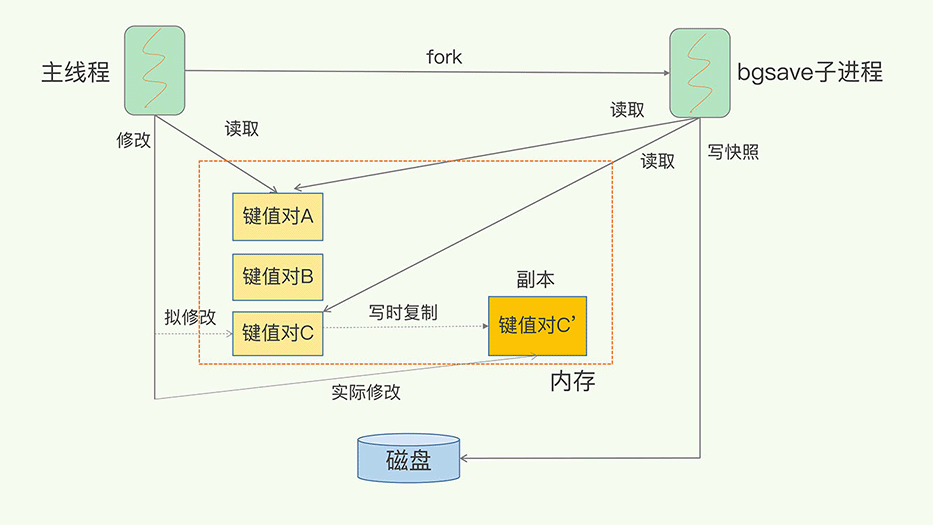 fork
主线程
bgsave子进程
修改
读取
读取
读取
写快照
键值对A
键值对B
副本
拟修改
键值对C
写时复制
键值对C’
实际修改
内存
磁盘